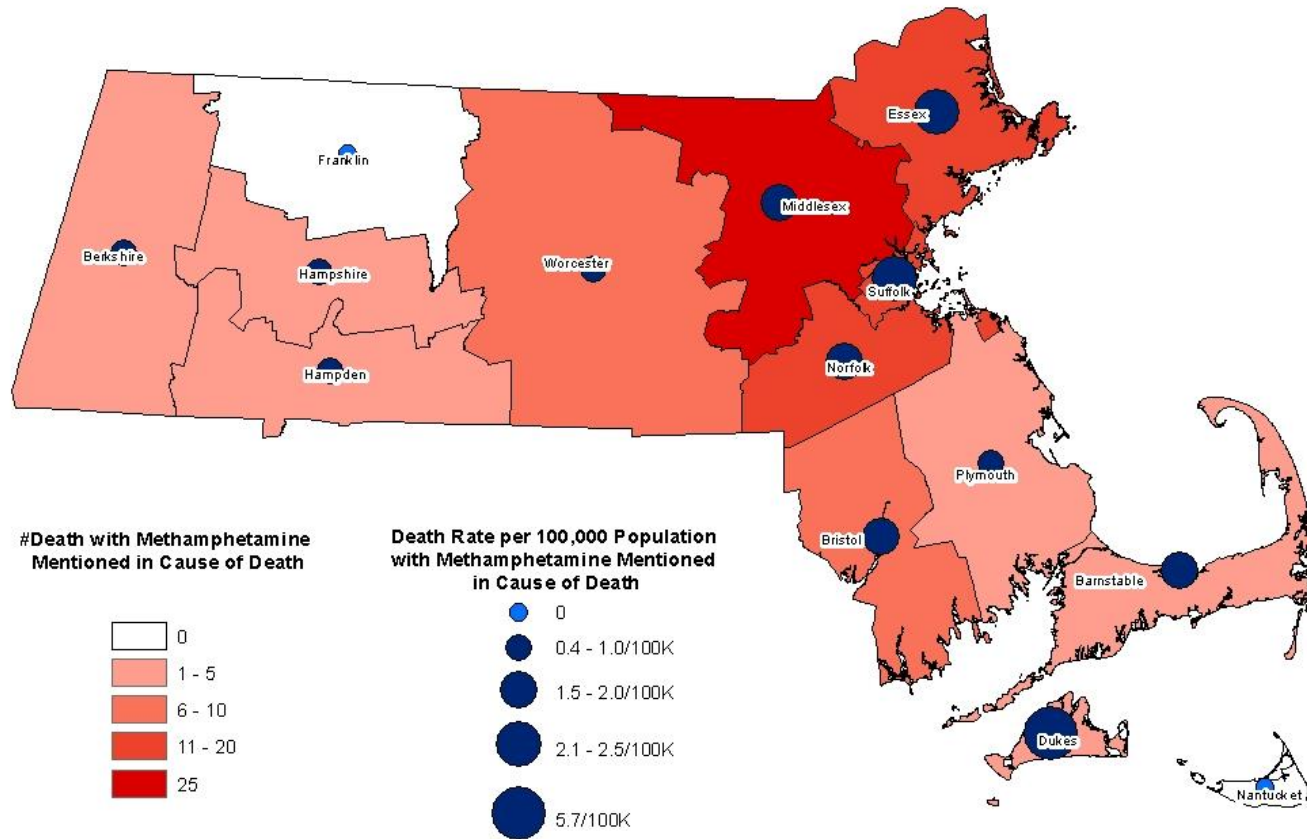 Essex
Franklin
Middlesex
Berkshire
Hampshire
Worcester
Suffolk
Hampden
Norfolk
Plymouth
Bristol
Barnstable
Dukes
Nantucket
#Death with Methamphetamine
Mentioned in Cause of Death
0
1 - 5
6 - 10
11 - 20
25
Death Rate per 100,000 Population
with Methamphetamine Mentioned
in Cause of Death
0
0.4 - 1.0/100K
1.5 - 2.0/100K
2.1 - 2.5/100K
5.7/100K